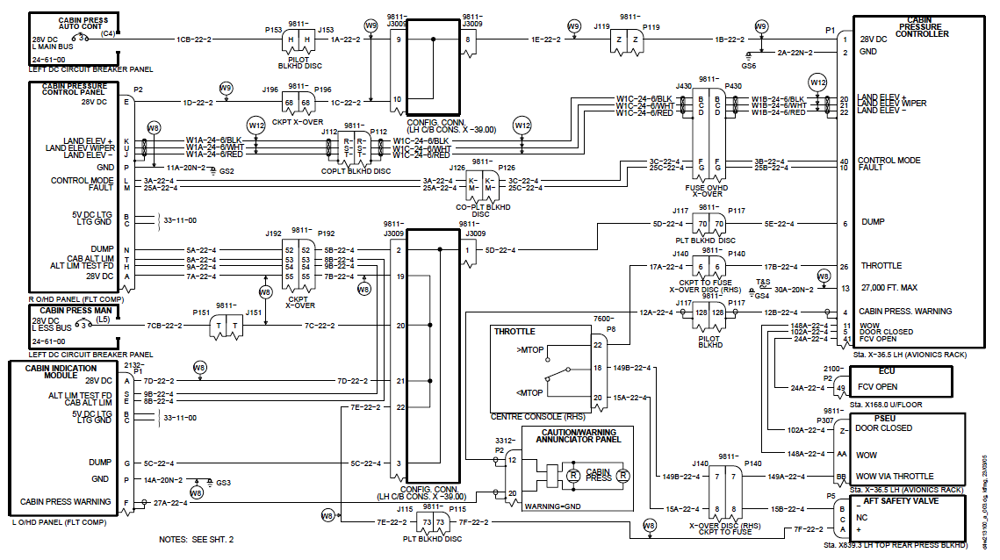 CABIN PRESS
AUTO CONT
(C4)
28V DC
L MAIN BUS
3
24-61-00
LEFT DC CIRCUIT BREAKER PANEL
1CB-22-2
9811-
P153 J153
H H
PILOT
BLKHD DISC
1A-22-2
W9
9811-
J3009
9
10
9811-
J3009
8
CONFIG. CONN.
(LH C/B CONS. X -39.00)
1E-22-2
W9
9811-
J119 P119
Z Z
1B-22-2
W9
2A-22N-2
GS6
CABIN
PRESSURE
CONTROLLER
P1
1 28V DC
2 GND
20 LAND ELEV +
21 LAND ELEV WIPER
22 LAND ELEV –
40 CONTROL MODE
10 FAULT
6 DUMP
26 THROTTLE
13 27,000 FT. MAX
4 CABIN PRESS. WARNING
11 WOW
5 DOOR CLOSED
41 FCV OPEN
Sta. X-36.5 LH (AVIONICS RACK)
CABIN PRESSURE
CONTROL PANEL
P2
28V DC E
LAND ELEV + K
LAND ELEV WIPER U
LAND ELEV – J
GND P
CONTROL MODE L
FAULT M
5V DC LTG B
LTG GND C
33-11-00
DUMP N
CAB ALT LIM T
ALT LIM TEST FD H
28V DC A
R O/HD PANEL (FLT COMP)
1D-22-2
W9
9811-
J196 P196
68 68
CKPT X-OVER
1C-22-2
W8
W12
W1A-24-6/BLK
W1A-24-6/WHT
W1A-24-6/RED
9811-
J112 P112
R- R-
S- S-
T- T-
COPLT BLKHD DISC
W1C-24-6/BLK
W1C-24-6/WHT
W1C-24-6/RED
W12
W1C-24-6/BLK
W1C-24-6/WHT
W1C-24-6/RED
9811-
J430 P430
B B
C C
D D
F F
G G
FUSE OVHD
X-OVER
W1B-24-6/BLK
W1B-24-6/WHT
W1B-24-6/RED
W12
11A-20N-2
GS2
3A-22-4
25A-22-4
3A-22-4
25A-22-4
9811-
J126 P126
K- K-
M- M-
CO-PLT BLKHD
DISC
3C-22-4
25C-22-4
3C-22-4
25C-22-4
3B-22-4
25B-22-4
5A-22-4
8A-22-4
9A-22-4
7A-22-4
9811-
J192 P192
52 52
53 53
54 54
55 55
CKPT
X-OVER
5B-22-4
8B-22-4
9B-22-4
7B-22-4
W8
W8
9811-
J3009
2
19
20
21
22
3
9811-
J3009
1
5D-22-4
CONFIG. CONN.
(LH C/B CONS. X -39.00)
5D-22-4
9811-
J117 P117
70 70
PLT BLKHD DISC
5E-22-4
17A-22-4
9811-
J140 P140
6 6
CKPT TO FUSE
X-OVER DISC (RHS)
17B-22-4
T&S
30A-20N-2
GS4
W8
12A-22-4
9811-
J117 P117
128 128
PILOT
BLKHD
12B-22-4
148A-22-4
102A-22-4
24A-22-4
CABIN PRESS MAN
(L5)
28V DC
L ESS BUS
3
24-61-00
LEFT DC CIRCUIT BREAKER PANEL
7CB-22-2
9811-
P151 J151
T T
7C-22-2
CABIN INDICATION
MODULE
2132-
P1
28V DC A
ALT LIM TEST FD S
CAB ALT LIM E
5V DC LTG B
LTG GND C
33-11-00
DUMP G
GND P
CABIN PRESS WARNING F
L O/HD PANEL (FLT COMP)
7D-22-2
W8
7D-22-2
9B-22-4
8B-22-4
7E-22-2
5C-22-4
5C-22-4
14A-20N-2
GS3
W8
27A-22-4
THROTTLE
>MTOP
<MTOP
CENTRE CONSOLE (RHS)
7600-
P8
22
18
20
149B-22-4
15A-22-4
3312-
P2
12
20
CAUTION/WARNING
ANNUNCIATOR PANEL
R CABIN
PRESS R
WARNING=GND
W8
7E-22-4
9811-
J115 P115
73 73
PLT BLKHD DISC
7F-22-2
149B-22-4
15A-22-4
9811-
J140 P140
7 7
8 8
X-OVER DISC (RHS)
CKPT TO FUSE
149A-22-4
15B-22-4
W8
7F-22-2
2100-
P2
24A-22-4
49
ECU
FCV OPEN
Sta. X168.0 U/FLOOR
9811-
P307
PSEU
102A-22-4 Z- DOOR CLOSED
148A-22-4 AA WOW
BB WOW VIA THROTTLE
Sta. X-36.5 LH (AVIONICS RACK)
P5
AFT SAFETY VALVE
B –
C NC
A +
Sta. X839.3 LH TOP REAR PRESS BLKHD)
NOTES: SEE SHT. 2